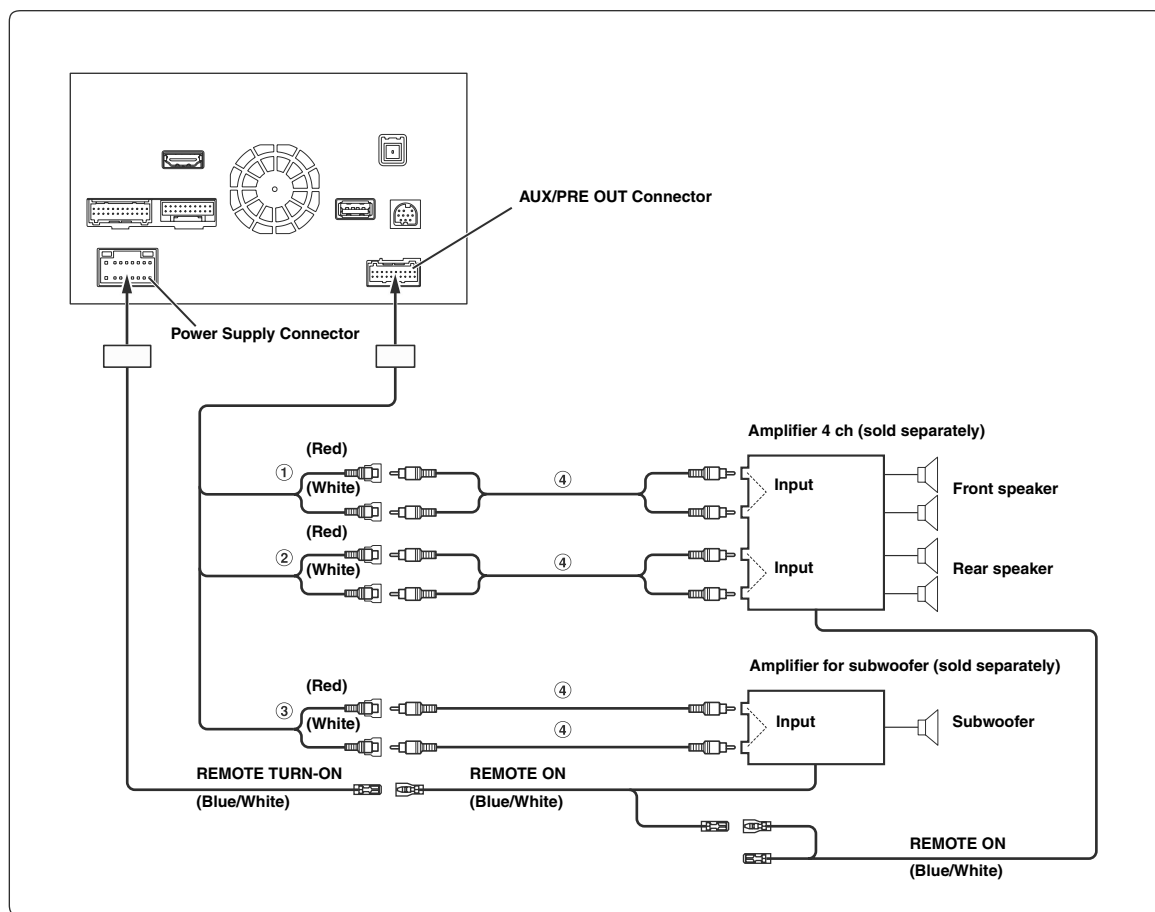 AUX/PRE OUT Connector
Power Supply Connector
Amplifier 4 ch (sold separately)
(Red)
①
(White)
④
Input
Front speaker
(Red)
②
(White)
④
Input
Rear speaker
Amplifier for subwoofer (sold separately)
(Red)
④
③
(White)
④
Input
Subwoofer
REMOTE TURN-ON
(Blue/White)
REMOTE ON
(Blue/White)
REMOTE ON
(Blue/White)